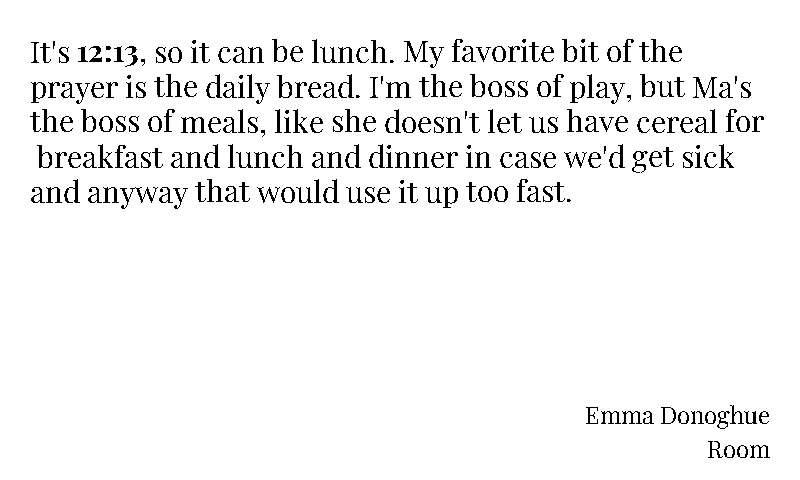 It's 12:13, so it can be lunch. My favorite bit of the
prayer is the daily bread. I'm the boss of play, but Ma's
the boss of meals, like she doesn't let us have cereal for
breakfast and lunch and dinner in case we'd get sick
and anyway that would use it up too fast.
Emma Donoghue
Room